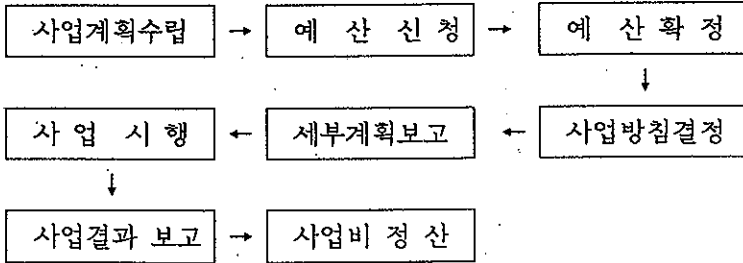 사업계획수립 → 예 산 신 청 → 예 산 확 정
↓
사 업 시 행 ← 세부계획보고 ← 사업방침결정
↓
사업결과 보고 → 사업비 정 산